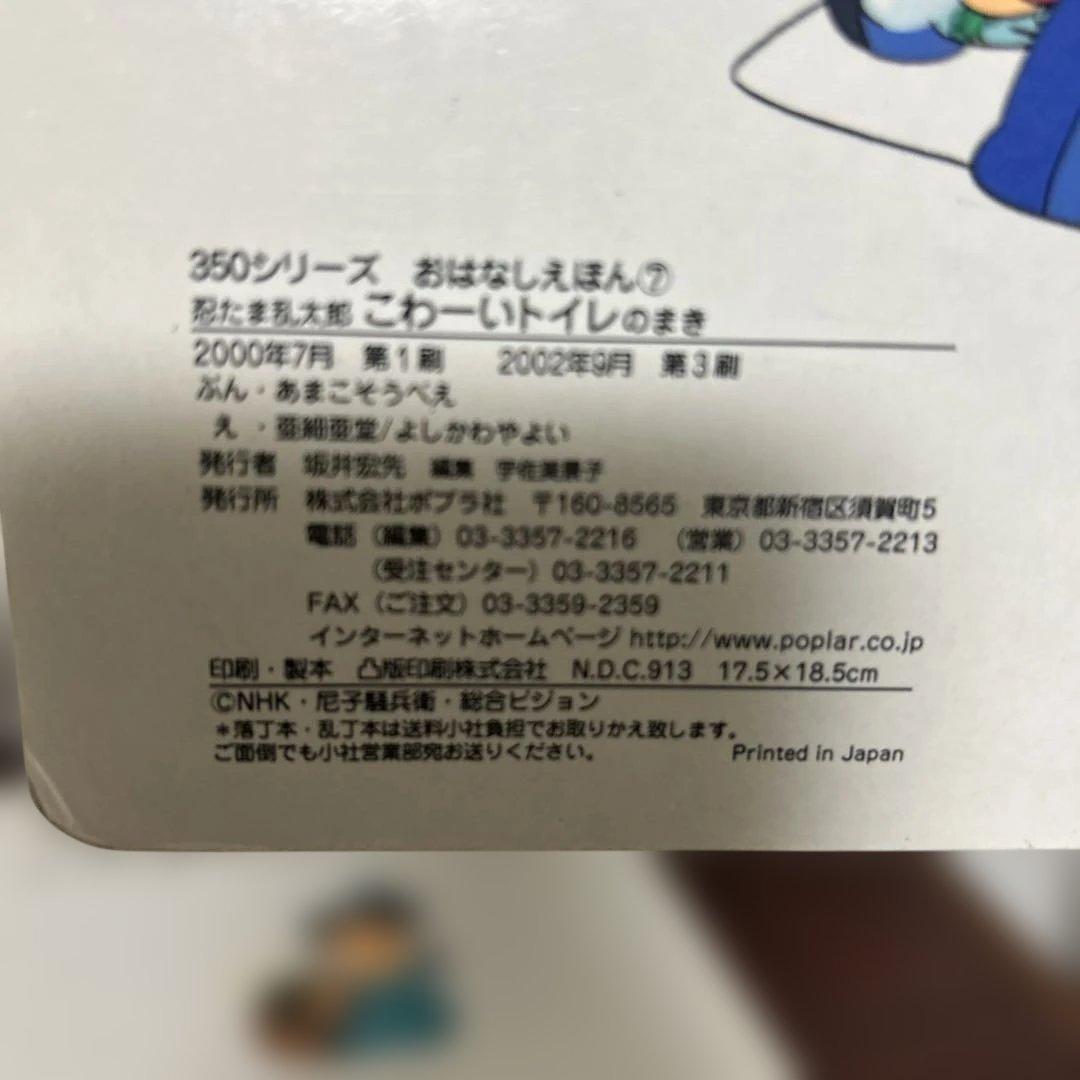 350シリーズ おはなしえほん⑦
忍たま乱太郎 こわーいトイレのまき
2000年7月 第1刷 2002年9月 第3刷
ぶん・あまこそうべえ
え ・亜細亜堂/よしかわやよい
発行者 坂井宏先 編集 宇佐美景子
発行所 株式会社ポプラ社 〒160-8565 東京都新宿区須賀町5
電話(編集)03-3357-2216 (営業)03-3357-2213
(受注センター)03-3357-2211
FAX(ご注文)03-3359-2359
インターネットホームページ http://www.poplar.co.jp
印刷・製本 凸版印刷株式会社 N.D.C.913 17.5×18.5cm
©NHK・尼子騒兵衛・総合ビジョン
*落丁本・乱丁本は送料小社負担でお取りかえ致します。
ご面倒でも小社営業部宛お送りください。 Printed in Japan